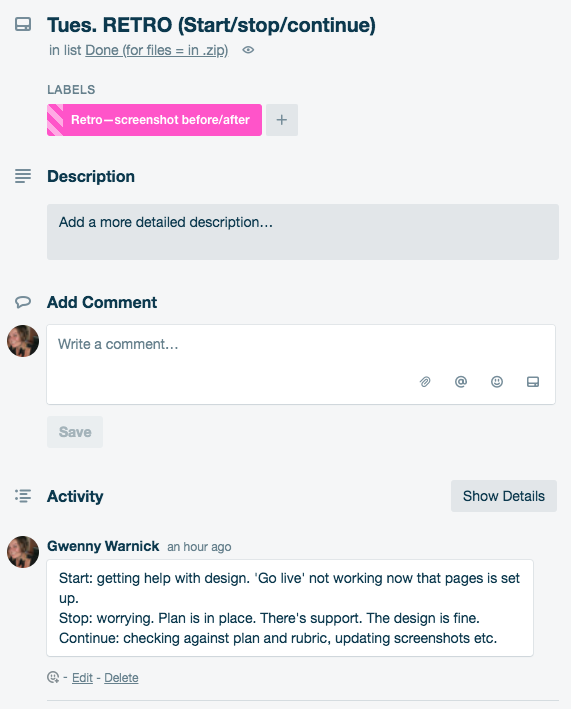 Tues. RETRO (Start/stop/continue)
in list Done (for files = in .zip)
LABELS
Retro—screenshot before/after +
Description
Add a more detailed description…
Add Comment
Write a comment…
@
Save
Activity
Show Details
Gwenny Warnick an hour ago
Start: getting help with design. 'Go live' not working now that pages is set
up.
Stop: worrying. Plan is in place. There's support. The design is fine.
Continue: checking against plan and rubric, updating screenshots etc.
- Edit - Delete